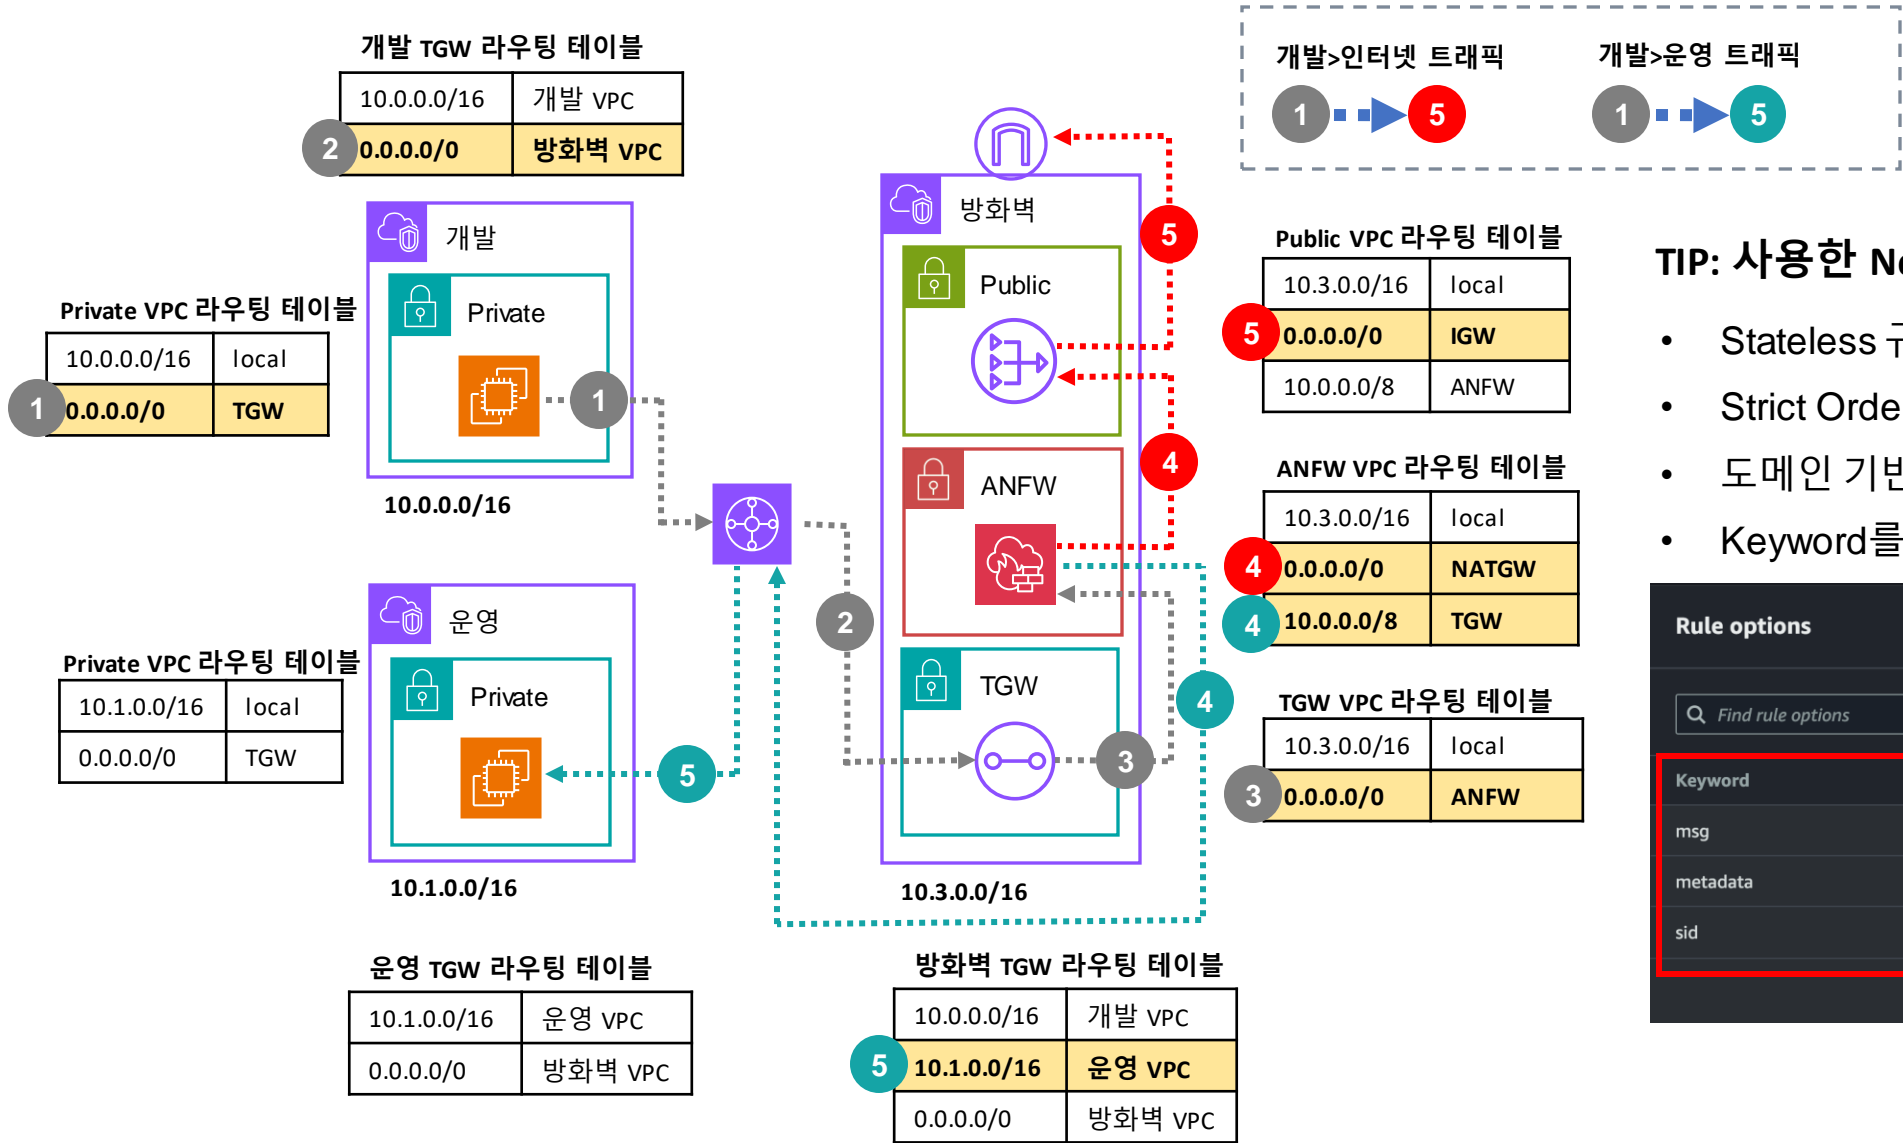 개발 TGW 라우팅 테이블
10.0.0.0/16 개발 VPC
2 0.0.0.0/0 방화벽 VPC
개발>인터넷 트래픽 개발>운영 트래픽
1 5 1 5
개발
Private
1
10.0.0.0/16
Private VPC 라우팅 테이블
10.0.0.0/16 local
1 0.0.0.0/0 TGW
운영
Private
5
10.1.0.0/16
Private VPC 라우팅 테이블
10.1.0.0/16 local
0.0.0.0/0 TGW
2
방화벽
Public
5
ANFW
4
TGW
4
3
10.3.0.0/16
Public VPC 라우팅 테이블
10.3.0.0/16 local
5 0.0.0.0/0 IGW
10.0.0.0/8 ANFW
ANFW VPC 라우팅 테이블
10.3.0.0/16 local
4 0.0.0.0/0 NATGW
4 10.0.0.0/8 TGW
TGW VPC 라우팅 테이블
10.3.0.0/16 local
3 0.0.0.0/0 ANFW
운영 TGW 라우팅 테이블
10.1.0.0/16 운영 VPC
0.0.0.0/0 방화벽 VPC
방화벽 TGW 라우팅 테이블
10.0.0.0/16 개발 VPC
5 10.1.0.0/16 운영 VPC
0.0.0.0/0 방화벽 VPC
TIP: 사용한
• Stateless
• Strict
• 도메인
• Keyword를
Rule options
Find rule options
Keyword
msg
metadata
sid